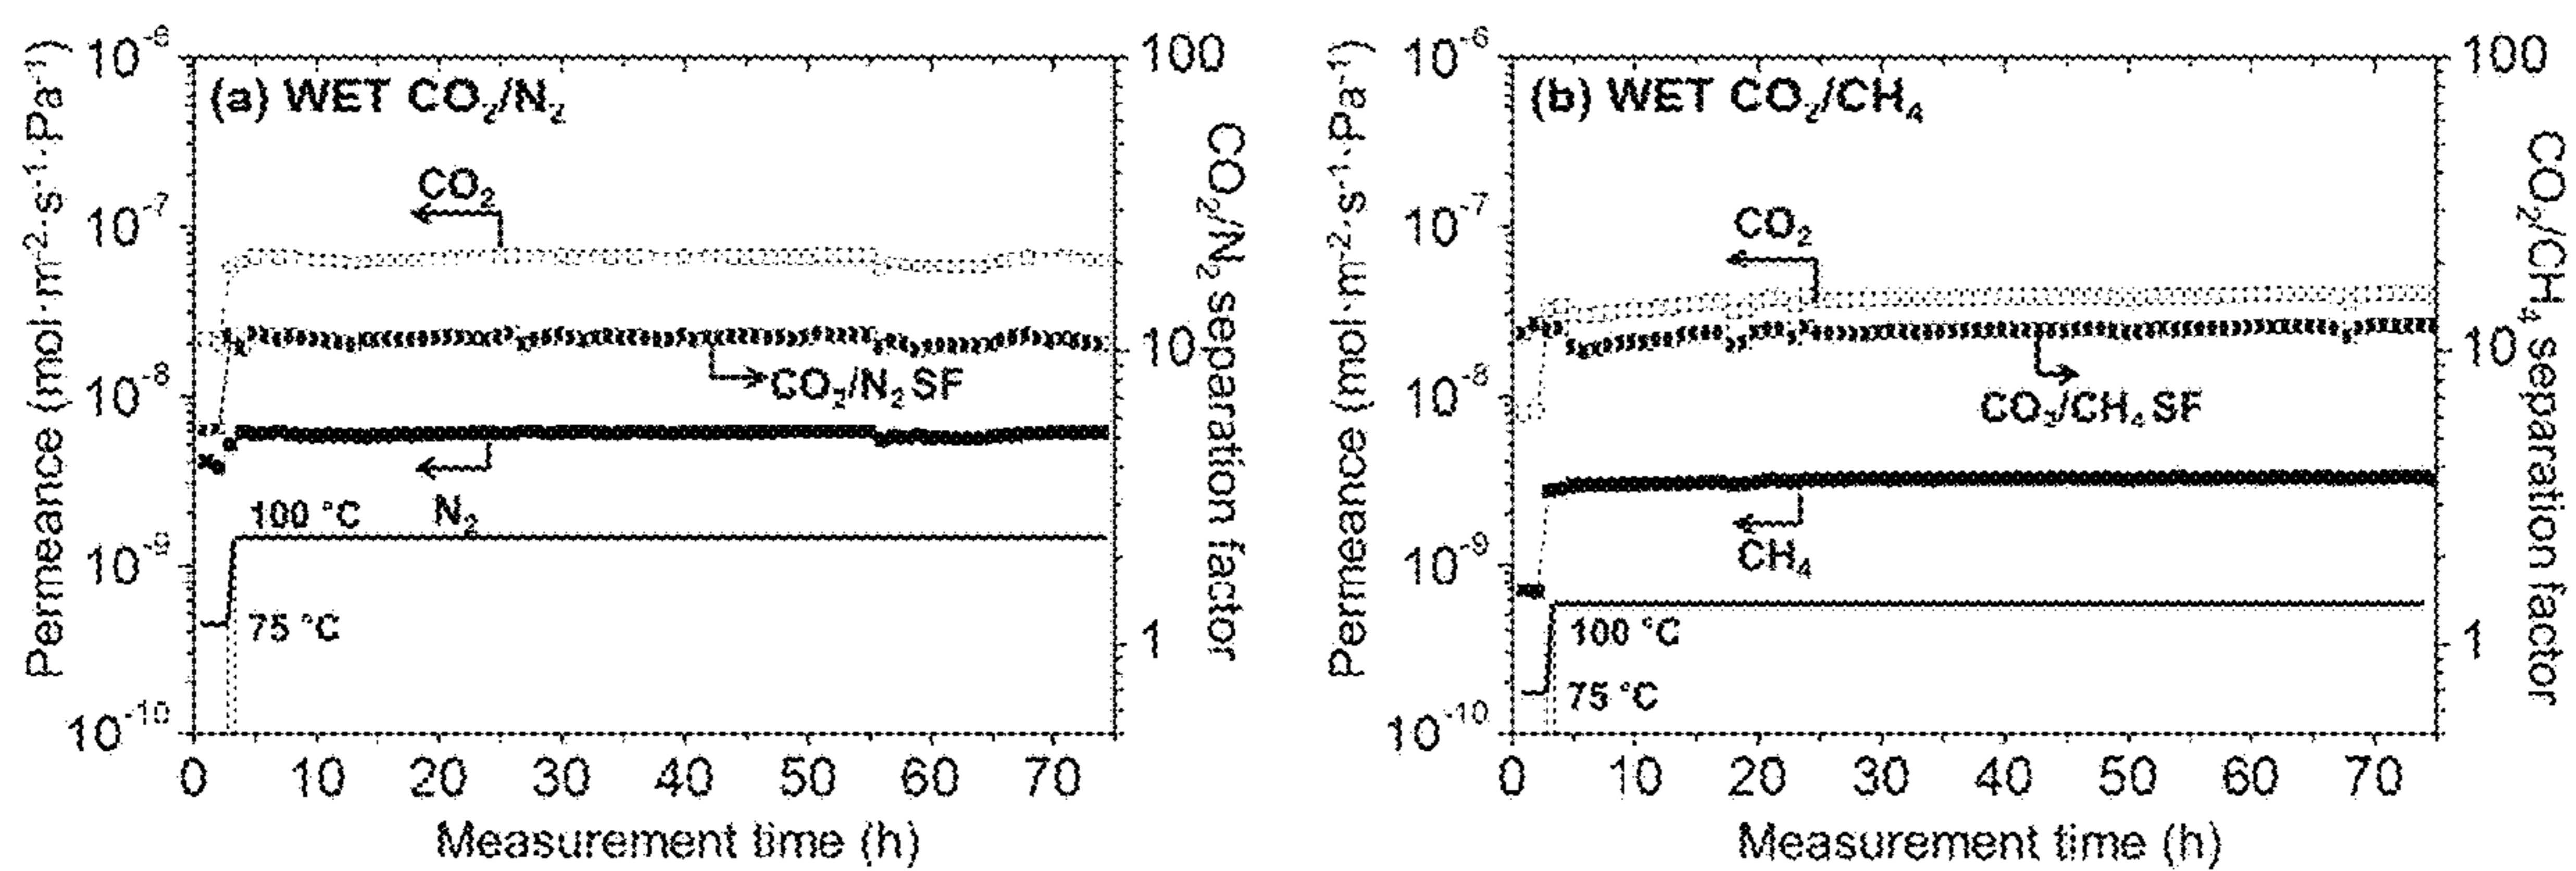 (a) WET CO₂/N₂
Permeance (mol·m⁻²·s⁻¹·Pa⁻¹)
10⁻⁶
10⁻⁷
10⁻⁸
10⁻⁹
10⁻¹⁰
CO₂
CO₂/N₂ SF
N₂
100 °C
75 °C
100
10
1
CO₂/N₂ separation factor
0 10 20 30 40 50 60 70
Measurement time (h)
(b) WET CO₂/CH₄
Permeance (mol·m⁻²·s⁻¹·Pa⁻¹)
10⁻⁶
10⁻⁷
10⁻⁸
10⁻⁹
10⁻¹⁰
CO₂
CO₂/CH₄ SF
CH₄
100 °C
75 °C
100
10
1
CO₂/CH₄ separation factor
0 10 20 30 40 50 60 70
Measurement time (h)